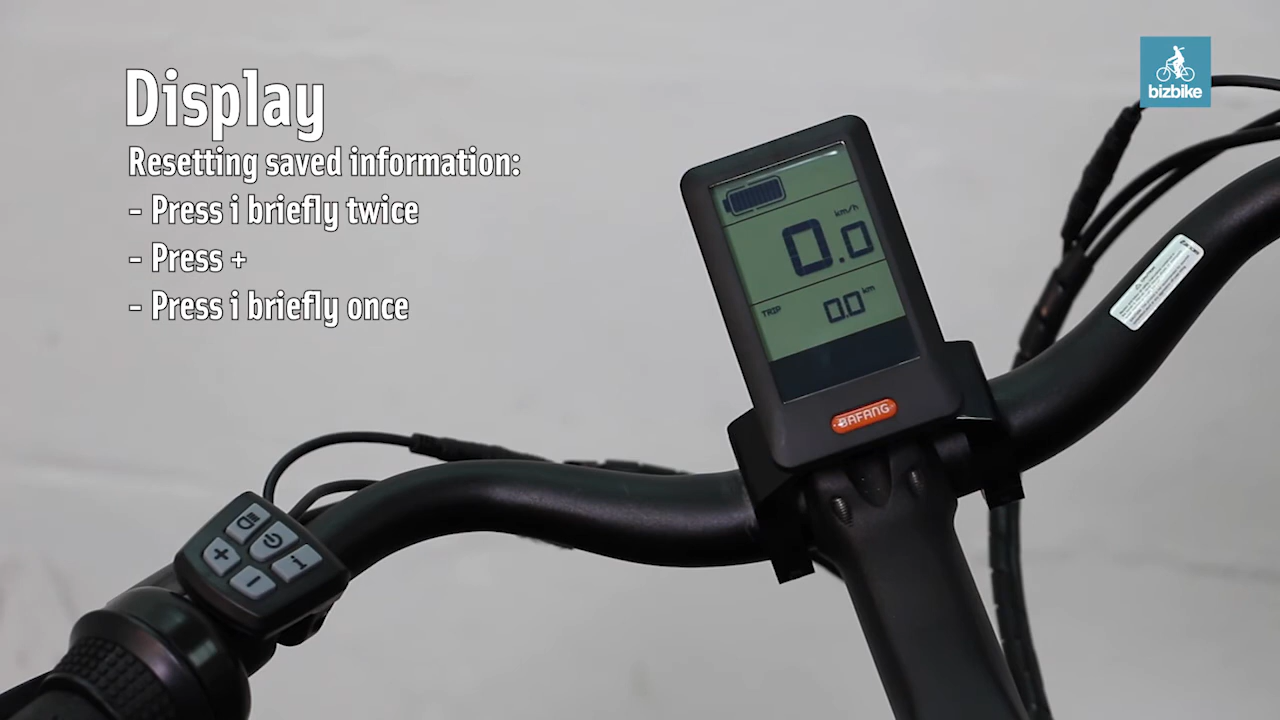 Display
Resetting saved information:
- Press i briefly twice
- Press +
- Press i briefly once
bizbike
km/h
0.0
TRIP
0.0 km
BAFANG
+
i
−